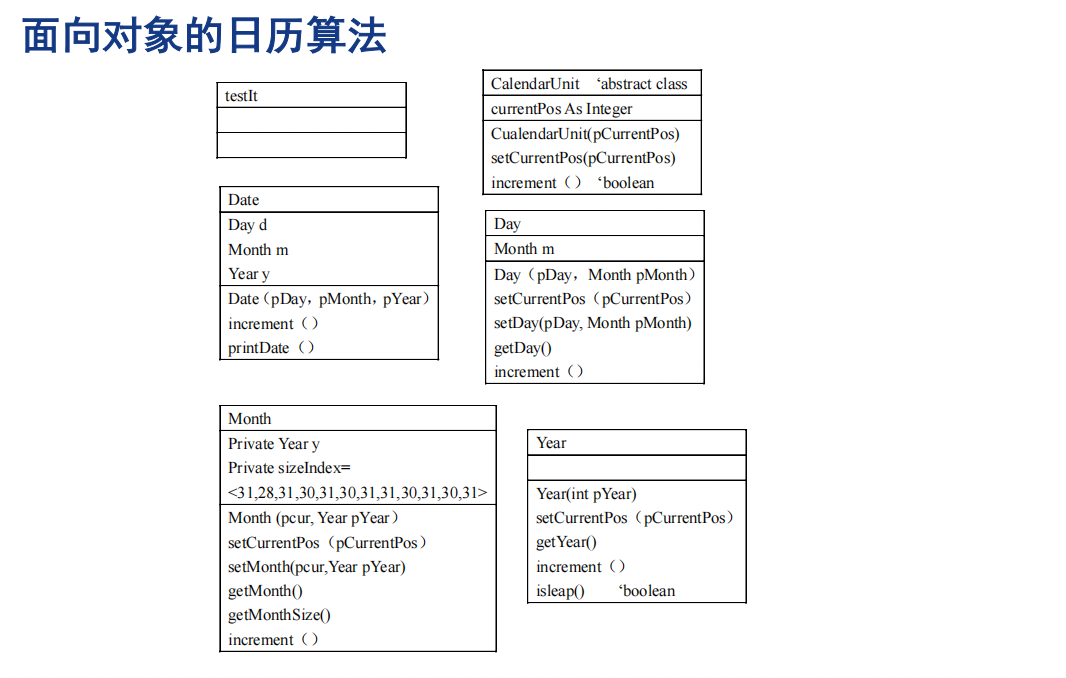 面向对象的日历算法
testIt
CalendarUnit ‘abstract class
currentPos As Integer
CualendarUnit(pCurrentPos)
setCurrentPos(pCurrentPos)
increment（） ‘boolean
Date
Day d
Month m
Year y
Date（pDay，pMonth，pYear）
increment（）
printDate（）
Day
Month m
Day（pDay，Month pMonth）
setCurrentPos（pCurrentPos）
setDay(pDay, Month pMonth)
getDay()
increment（）
Month
Private Year y
Private sizeIndex=
<31,28,31,30,31,30,31,31,30,31,30,31>
Month (pcur, Year pYear）
setCurrentPos（pCurrentPos）
setMonth(pcur,Year pYear)
getMonth()
getMonthSize()
increment（）
Year
Year(int pYear)
setCurrentPos（pCurrentPos）
getYear()
increment（）
isleap() ‘boolean